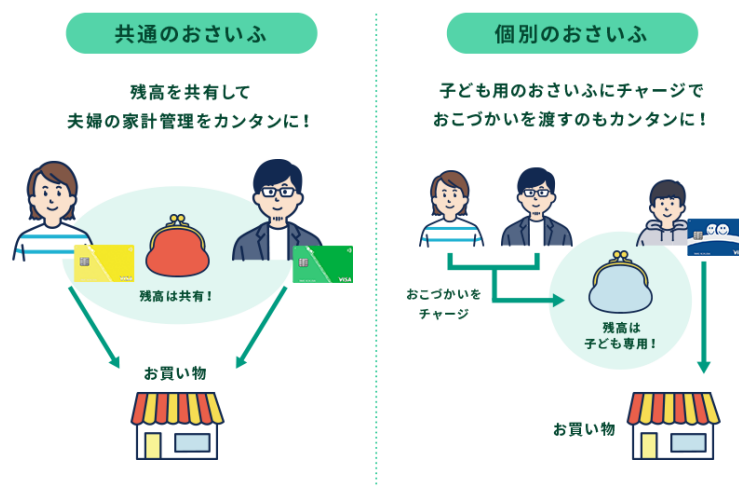 共通のおさいふ
残高を共有して
夫婦の家計管理をカンタンに！
残高は共有！
お買い物
個別のおさいふ
子ども用のおさいふにチャージで
おこづかいを渡すのもカンタンに！
おこづかいを
チャージ
残高は
子ども専用！
お買い物
VISA